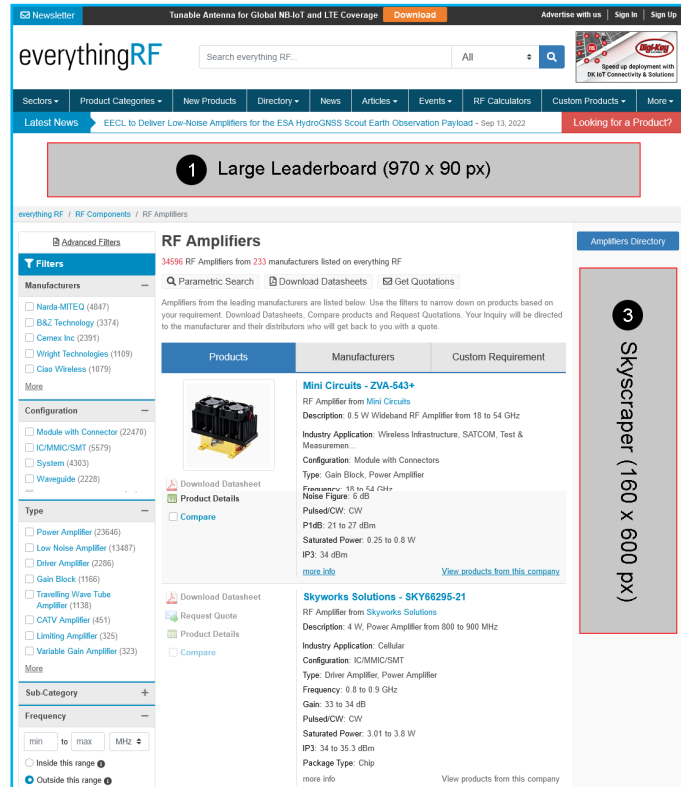 Newsletter
Tunable Antenna for Global NB-IoT and LTE Coverage Download
Advertise with us | Sign In | Sign Up
everythingRF
Search everything RF...
All
Digi-Key
Speed up deployment with
DK IoT Connectivity & Solutions
Sectors Product Categories New Products Directory News Articles Events RF Calculators Custom Products More
Latest News EECL to Deliver Low-Noise Amplifiers for the ESA HydroGNSS Scout Earth Observation Payload - Sep 13, 2022 Looking for a Product?
1 Large Leaderboard (970 x 90 px)
everything RF / RF Components / RF Amplifiers
Advanced Filters
Filters
Manufacturers
Narda-MITEQ (4847)
B&Z Technology (3374)
Cernex Inc (2391)
Wright Technologies (1109)
Ciao Wireless (1079)
More
Configuration
Module with Connector (22470)
IC/MMIC/SMT (5579)
System (4303)
Waveguide (2228)
Type
Power Amplifier (23646)
Low Noise Amplifier (13487)
Driver Amplifier (2286)
Gain Block (1166)
Travelling Wave Tube
Amplifier (1138)
CATV Amplifier (451)
Limiting Amplifier (325)
Variable Gain Amplifier (323)
More
Sub-Category +
Frequency
min to max MHz
Inside this range
Outside this range
RF Amplifiers
34596 RF Amplifiers from 233 manufacturers listed on everything RF
Parametric Search Download Datasheets Get Quotations
Amplifiers from the leading manufacturers are listed below. Use the filters to narrow down on products based on
your requirement. Download Datasheets, Compare products and Request Quotations. Your Inquiry will be directed
to the manufacturer and their distributors who will get back to you with a quote.
Products Manufacturers Custom Requirement
Download Datasheet
Product Details
Compare
Mini Circuits - ZVA-543+
RF Amplifier from Mini Circuits
Description: 0.5 W Wideband RF Amplifier from 18 to 54 GHz
Industry Application: Wireless Infrastructure, SATCOM, Test &
Measuremen...
Configuration: Module with Connectors
Type: Gain Block, Power Amplifier
Frequency: 18 to 54 GHz
Noise Figure: 6 dB
Pulsed/CW: CW
P1dB: 21 to 27 dBm
Saturated Power: 0.25 to 0.8 W
IP3: 34 dBm
more info View products from this company
Download Datasheet
Request Quote
Product Details
Compare
Skyworks Solutions - SKY66295-21
RF Amplifier from Skyworks Solutions
Description: 4 W, Power Amplifier from 800 to 900 MHz
Industry Application: Cellular
Configuration: IC/MMIC/SMT
Type: Driver Amplifier, Power Amplifier
Frequency: 0.8 to 0.9 GHz
Gain: 33 to 34 dB
Pulsed/CW: CW
Saturated Power: 3.01 to 3.8 W
IP3: 34 to 35.3 dBm
Package Type: Chip
more info View products from this company
Amplifiers Directory
3 Skyscraper (160 x 600 px)